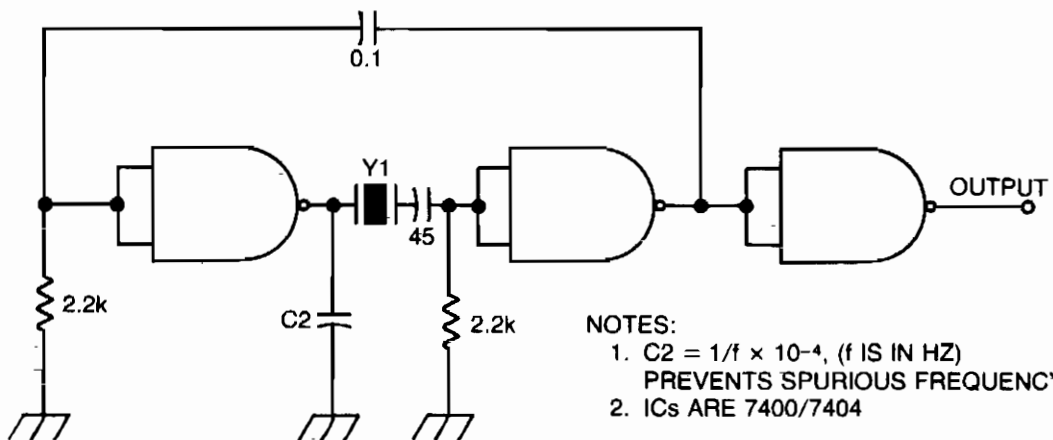 0.1
Y1
OUTPUT
45
2.2k
C2
2.2k
NOTES:
1. C2 = 1/f × 10⁻⁴, (f IS IN HZ)
PREVENTS SPURIOUS FREQUENCY
2. ICs ARE 7400/7404